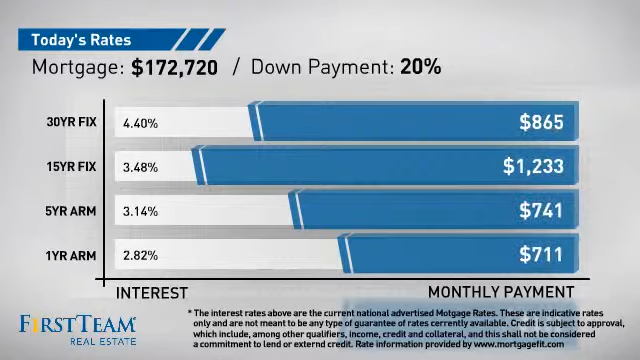 Today's Rates
Mortgage: $172,720 / Down Payment: 20%
30YR FIX 4.40% $865
15YR FIX 3.48% $1,233
5YR ARM 3.14% $741
1YR ARM 2.82% $711
INTEREST MONTHLY PAYMENT
* The interest rates above are the current national advertised Motgage Rates. These are indicative rates
only and are not meant to be any type of guarantee of rates cerrently available. Credit is subject to approval,
which include, among other qualifiers, income, credit and collateral, and this shall not be considered
a commitment to lend or externd credit. Rate information provided by www.mortgagefit.com
FIRSTTEAM®
REAL ESTATE